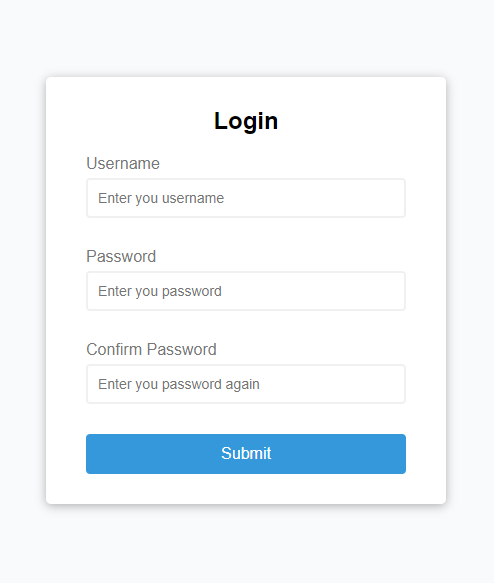 Login
Username
Enter you username
Password
Enter you password
Confirm Password
Enter you password again
Submit